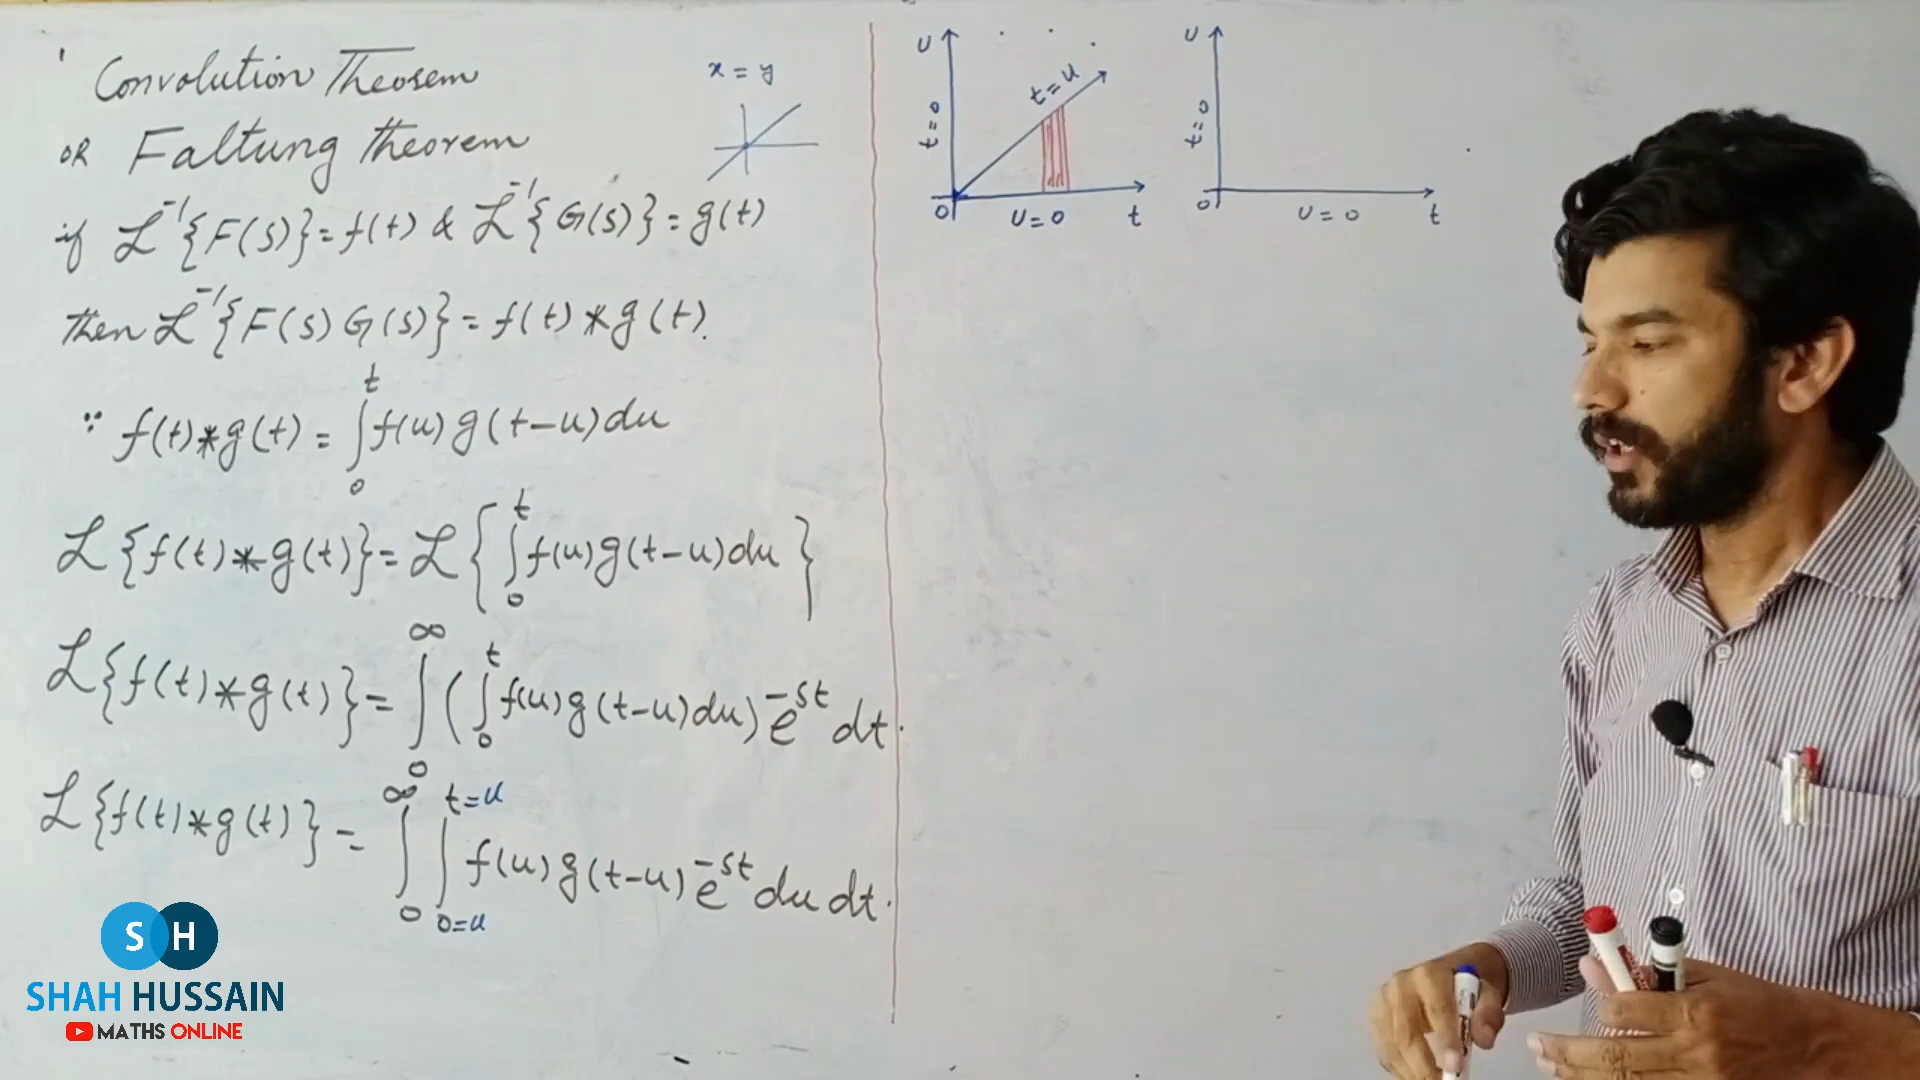 Convolution Theorem
OR Faltung theorem
if ℒ⁻¹{F(s)} = f(t) & ℒ⁻¹{G(s)} = g(t)
then ℒ⁻¹{F(s) G(s)} = f(t) * g(t).
∵ f(t)*g(t) = ∫₀ᵗ f(u) g(t-u) du
ℒ{f(t)*g(t)} = ℒ{∫₀ᵗ f(u) g(t-u) du}
ℒ{f(t)*g(t)} = ∫₀^∞ (∫₀ᵗ f(u) g(t-u) du) e^{-st} dt.
ℒ{f(t)*g(t)} = ∫₀^∞ ∫_{0=u}^{t=u} f(u) g(t-u) e^{-st} du dt.
x = y
U
t=u
t=0
0
U=0
t
U
t=0
0
U=0
t
S H
SHAH HUSSAIN
MATHS ONLINE